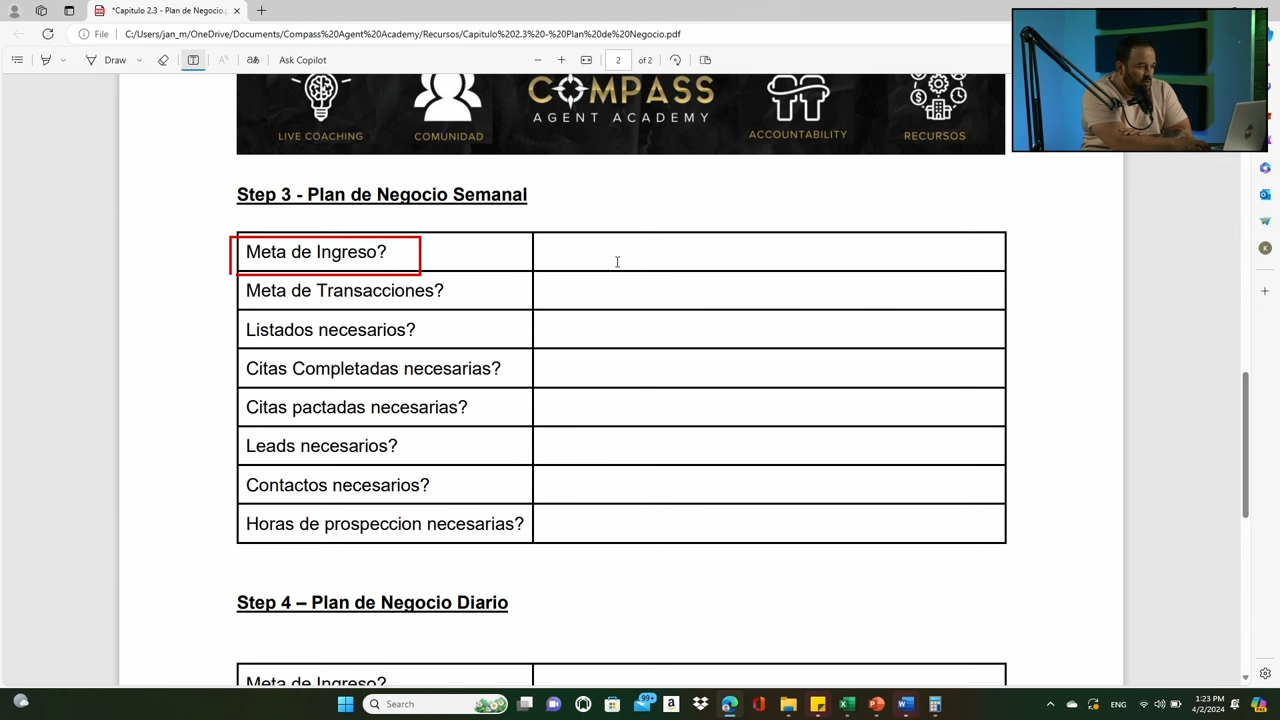 *Capitulo 2.3 - Plan de Negocio.
File
C:/Users/jan_m/OneDrive/Documents/Compass%20Agent%20Academy/Recursos/Capitulo%202.3%20-%20Plan%20de%20Negocio.pdf
Draw
Ask Copilot
2
of 2
COMPASS
AGENT ACADEMY
LIVE COACHING
COMUNIDAD
ACCOUNTABILITY
RECURSOS
Step 3 - Plan de Negocio Semanal
Meta de Ingreso?
Meta de Transacciones?
Listados necesarios?
Citas Completadas necesarias?
Citas pactadas necesarias?
Leads necesarios?
Contactos necesarios?
Horas de prospeccion necesarias?
Step 4 – Plan de Negocio Diario
Meta de Ingreso?
K
Search
99+
ENG
1:23 PM
4/2/2024